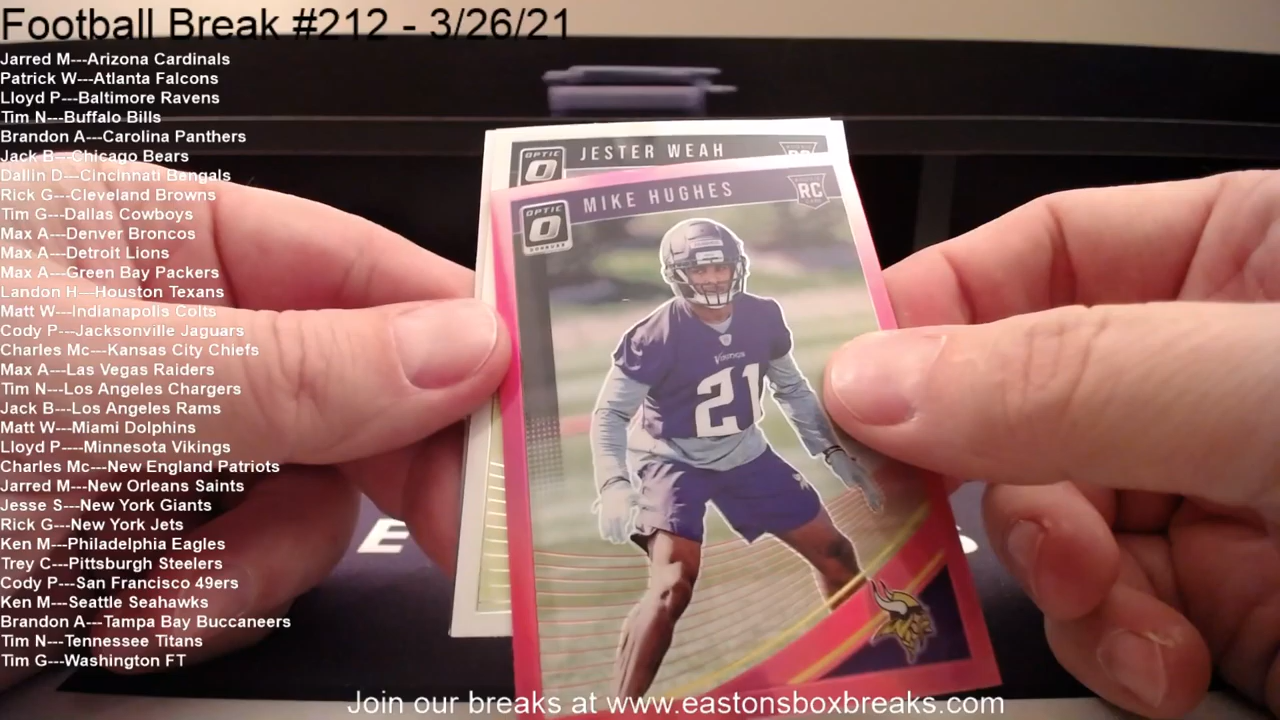 Football Break #212 - 3/26/21
Jarred M---Arizona Cardinals
Patrick W---Atlanta Falcons
Lloyd P---Baltimore Ravens
Tim N---Buffalo Bills
Brandon A---Carolina Panthers
Jack B---Chicago Bears
Dallin D---Cincinnati Bengals
Rick G---Cleveland Browns
Tim G---Dallas Cowboys
Max A---Denver Broncos
Max A---Detroit Lions
Max A---Green Bay Packers
Landon H---Houston Texans
Matt W---Indianapolis Colts
Cody P---Jacksonville Jaguars
Charles Mc---Kansas City Chiefs
Max A---Las Vegas Raiders
Tim N---Los Angeles Chargers
Jack B---Los Angeles Rams
Matt W---Miami Dolphins
Lloyd P----Minnesota Vikings
Charles Mc---New England Patriots
Jarred M---New Orleans Saints
Jesse S---New York Giants
Rick G---New York Jets
Ken M---Philadelphia Eagles
Trey C---Pittsburgh Steelers
Cody P---San Francisco 49ers
Ken M---Seattle Seahawks
Brandon A---Tampa Bay Buccaneers
Tim N---Tennessee Titans
Tim G---Washington FT
OPTIC
O
JESTER WEAH
RC
OPTIC
O
DONRUSS
MIKE HUGHES
RC
VIKINGS
21
E
S
Join our breaks at www.eastonsboxbreaks.com